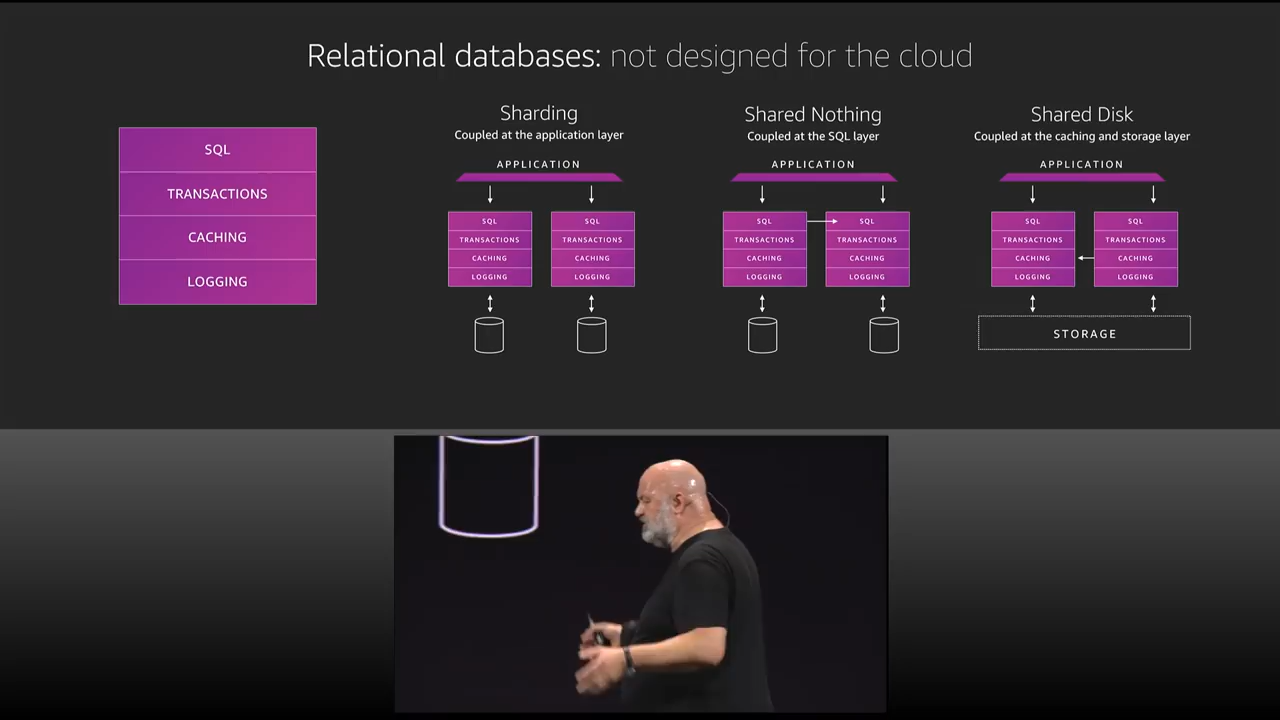 Relational databases: not designed for the cloud
SQL
TRANSACTIONS
CACHING
LOGGING
Sharding
Coupled at the application layer
APPLICATION
SQL
TRANSACTIONS
CACHING
LOGGING
SQL
TRANSACTIONS
CACHING
LOGGING
Shared Nothing
Coupled at the SQL layer
APPLICATION
SQL
TRANSACTIONS
CACHING
LOGGING
SQL
TRANSACTIONS
CACHING
LOGGING
Shared Disk
Coupled at the caching and storage layer
APPLICATION
SQL
TRANSACTIONS
CACHING
LOGGING
SQL
TRANSACTIONS
CACHING
LOGGING
STORAGE